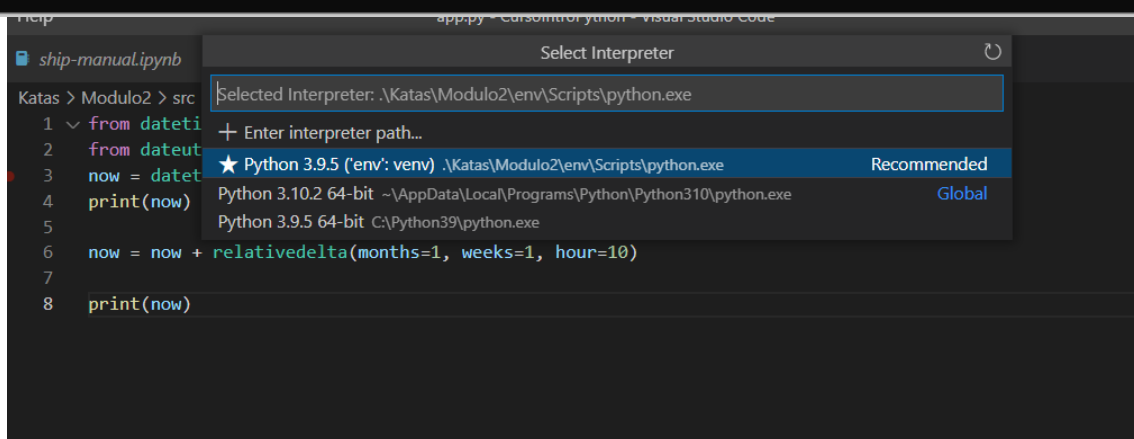 Help
app.py - CursoIntroPython - Visual Studio Code
ship-manual.ipynb
Select Interpreter
Selected Interpreter: .\Katas\Modulo2\env\Scripts\python.exe
Katas > Modulo2 > src
+ Enter interpreter path...
★ Python 3.9.5 ('env': venv) .\Katas\Modulo2\env\Scripts\python.exe Recommended
Python 3.10.2 64-bit ~\AppData\Local\Programs\Python\Python310\python.exe Global
Python 3.9.5 64-bit C:\Python39\python.exe
1 from dateti
2 from dateut
3 now = datet
4 print(now)
5
6 now = now + relativedelta(months=1, weeks=1, hour=10)
7
8 print(now)